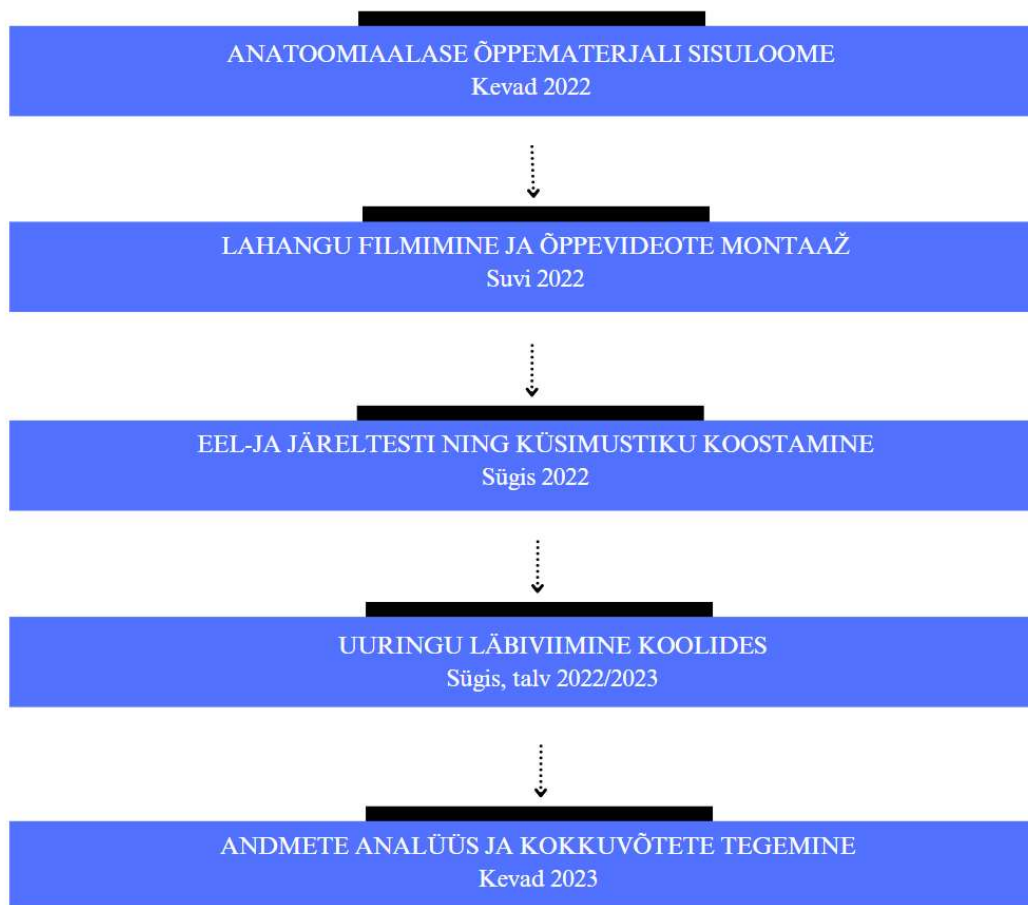 ANATOOMIAALASE ÕPPEMATERJALI SISULOOME
Kevad 2022
LAHANGU FILMIMINE JA ÕPPEVIDEOTE MONTAAŽ
Suvi 2022
EEL-JA JÄRELTESTI NING KÜSIMUSTIKU KOOSTAMINE
Sügis 2022
UURINGU LÄBIVIIMINE KOOLIDES
Sügis, talv 2022/2023
ANDMETE ANALÜÜS JA KOKKUVÕTETE TEGEMINE
Kevad 2023